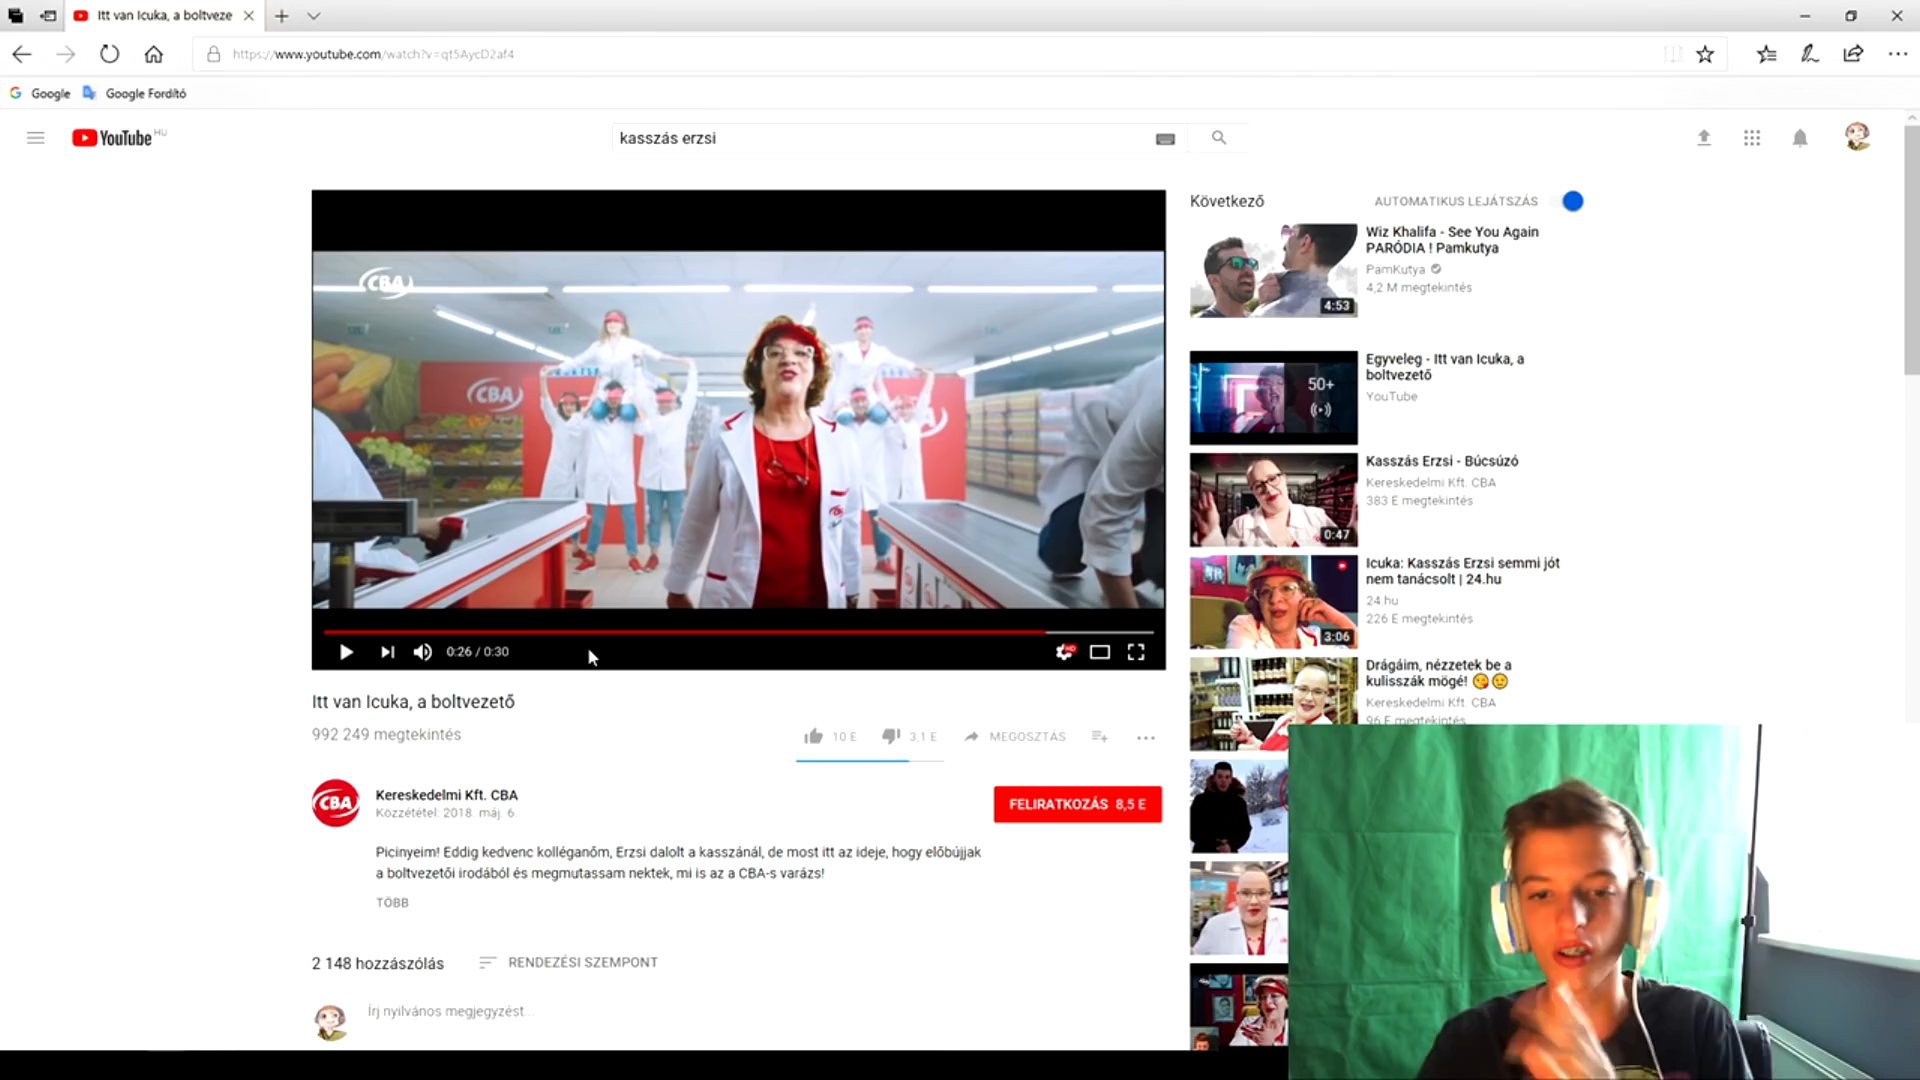 Itt van Icuka, a boltveze
https://www.youtube.com/watch?v=qt5AycD2af4
Google
Google Fordító
YouTube HU
kasszás erzsi
CBA
CBA
0:26 / 0:30
Itt van Icuka, a boltvezető
992 249 megtekintés
10 E
3,1 E
MEGOSZTÁS
CBA
Kereskedelmi Kft. CBA
Közzététel: 2018. máj. 6.
FELIRATKOZÁS 8,5 E
Picinyeim! Eddig kedvenc kolléganőm, Erzsi dalolt a kasszánál, de most itt az ideje, hogy előbújjak
a boltvezetői irodából és megmutassam nektek, mi is az a CBA-s varázs!
TÖBB
2 148 hozzászólás
RENDEZÉSI SZEMPONT
Írj nyilvános megjegyzést...
Következő
AUTOMATIKUS LEJÁTSZÁS
4:53
Wiz Khalifa - See You Again
PARÓDIA ! Pamkutya
PamKutya
4,2 M megtekintés
50+
Egyveleg - Itt van Icuka, a
boltvezető
YouTube
0:47
Kasszás Erzsi - Búcsúzó
Kereskedelmi Kft. CBA
383 E megtekintés
3:06
Icuka: Kasszás Erzsi semmi jót
nem tanácsolt | 24.hu
24.hu
226 E megtekintés
Drágáim, nézzetek be a
kulisszák mögé!
Kereskedelmi Kft. CBA
96 E megtekintés